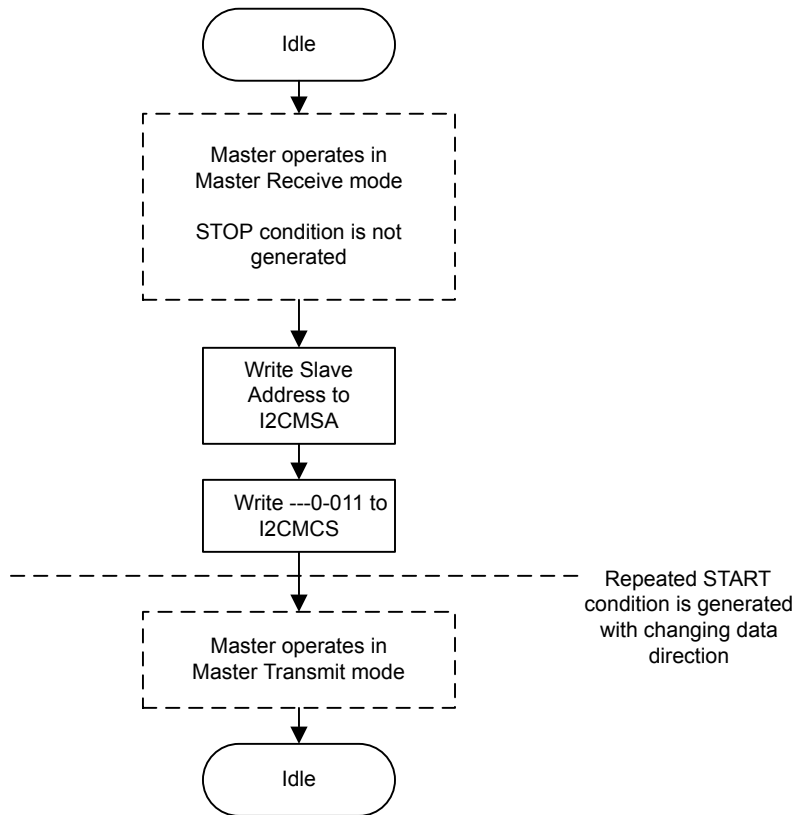 Idle
Master operates in
Master Receive mode
STOP condition is not
generated
Write Slave
Address to
I2CMSA
Write ---0-011 to
I2CMCS
Repeated START
condition is generated
with changing data
direction
Master operates in
Master Transmit mode
Idle